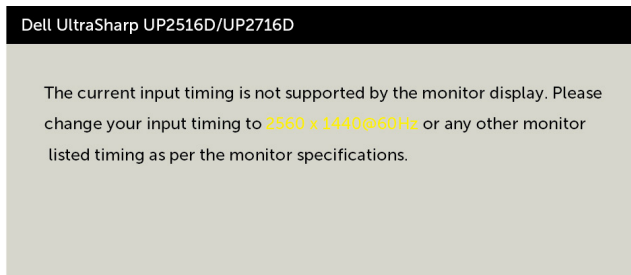 Dell UltraSharp UP2516D/UP2716D
The current input timing is not supported by the monitor display. Please
change your input timing to 2560 x 1440@60Hz or any other monitor
listed timing as per the monitor specifications.